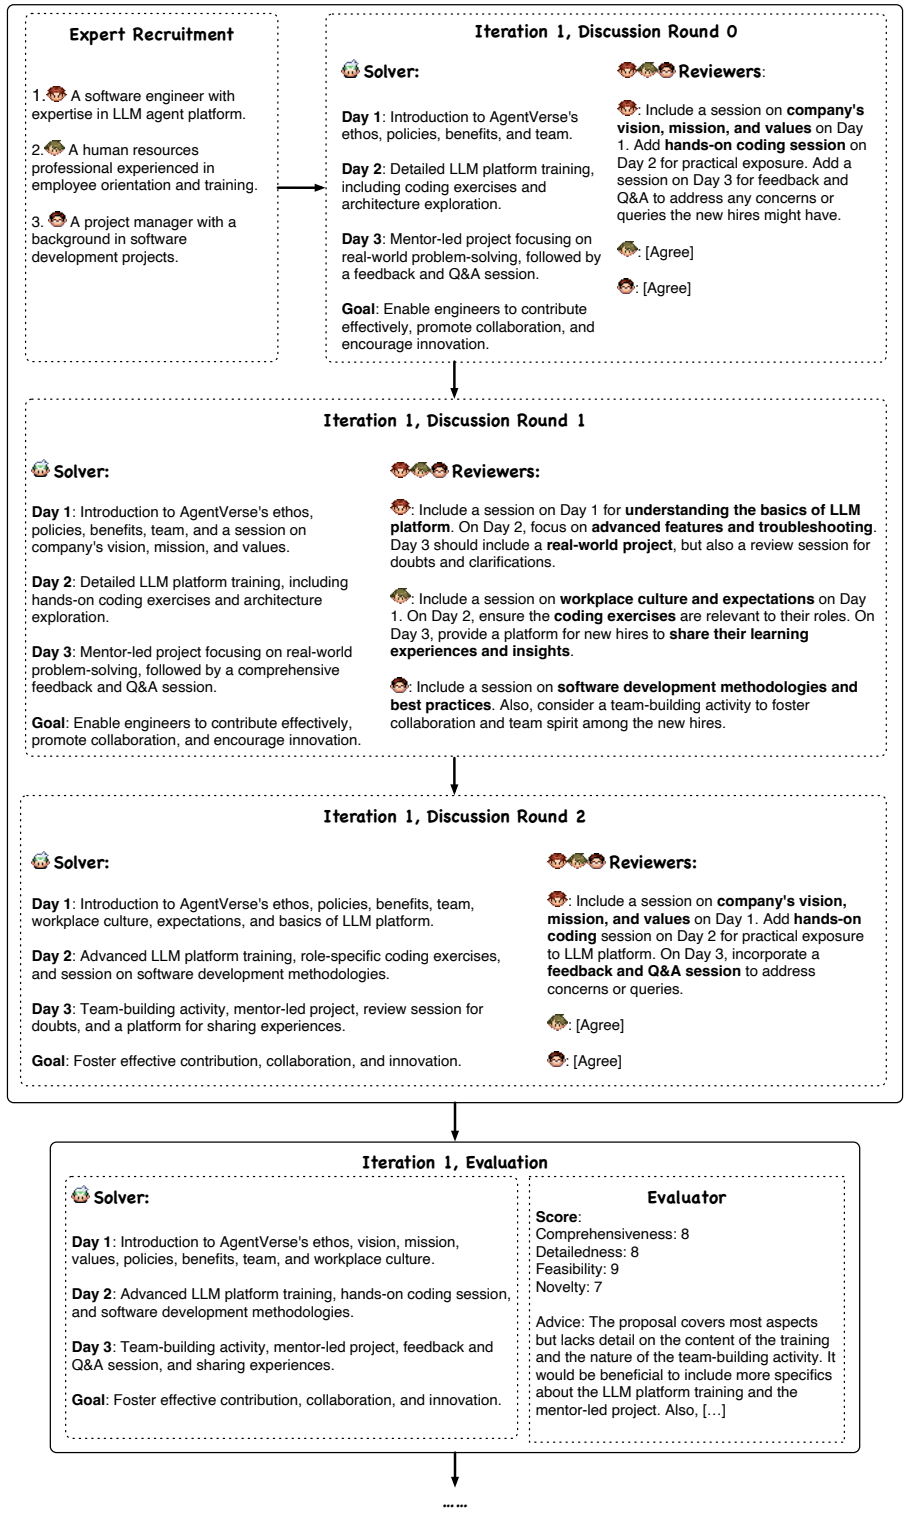 Expert Recruitment
1. A software engineer with
expertise in LLM agent platform.
2. A human resources
professional experienced in
employee orientation and training.
3. A project manager with a
background in software
development projects.
Iteration 1, Discussion Round 0
Solver:
Day 1: Introduction to AgentVerse's
ethos, policies, benefits, and team.
Day 2: Detailed LLM platform training,
including coding exercises and
architecture exploration.
Day 3: Mentor-led project focusing on
real-world problem-solving, followed by
a feedback and Q&A session.
Goal: Enable engineers to contribute
effectively, promote collaboration, and
encourage innovation.
Reviewers:
: Include a session on company's
vision, mission, and values on Day
1. Add hands-on coding session on
Day 2 for practical exposure. Add a
session on Day 3 for feedback and
Q&A to address any concerns or
queries the new hires might have.
: [Agree]
: [Agree]
Iteration 1, Discussion Round 1
Solver:
Day 1: Introduction to AgentVerse's ethos,
policies, benefits, team, and a session on
company's vision, mission, and values.
Day 2: Detailed LLM platform training, including
hands-on coding exercises and architecture
exploration.
Day 3: Mentor-led project focusing on real-world
problem-solving, followed by a comprehensive
feedback and Q&A session.
Goal: Enable engineers to contribute effectively,
promote collaboration, and encourage innovation.
Reviewers:
: Include a session on Day 1 for understanding the basics of LLM
platform. On Day 2, focus on advanced features and troubleshooting.
Day 3 should include a real-world project, but also a review session for
doubts and clarifications.
: Include a session on workplace culture and expectations on Day
1. On Day 2, ensure the coding exercises are relevant to their roles. On
Day 3, provide a platform for new hires to share their learning
experiences and insights.
: Include a session on software development methodologies and
best practices. Also, consider a team-building activity to foster
collaboration and team spirit among the new hires.
Iteration 1, Discussion Round 2
Solver:
Day 1: Introduction to AgentVerse's ethos, policies, benefits, team,
workplace culture, expectations, and basics of LLM platform.
Day 2: Advanced LLM platform training, role-specific coding exercises,
and session on software development methodologies.
Day 3: Team-building activity, mentor-led project, review session for
doubts, and a platform for sharing experiences.
Goal: Foster effective contribution, collaboration, and innovation.
Reviewers:
: Include a session on company's vision,
mission, and values on Day 1. Add hands-on
coding session on Day 2 for practical exposure
to LLM platform. On Day 3, incorporate a
feedback and Q&A session to address
concerns or queries.
: [Agree]
: [Agree]
Iteration 1, Evaluation
Solver:
Day 1: Introduction to AgentVerse's ethos, vision, mission,
values, policies, benefits, team, and workplace culture.
Day 2: Advanced LLM platform training, hands-on coding session,
and software development methodologies.
Day 3: Team-building activity, mentor-led project, feedback and
Q&A session, and sharing experiences.
Goal: Foster effective contribution, collaboration, and innovation.
Evaluator
Score:
Comprehensiveness: 8
Detailedness: 8
Feasibility: 9
Novelty: 7
Advice: The proposal covers most aspects
but lacks detail on the content of the training
and the nature of the team-building activity. It
would be beneficial to include more specifics
about the LLM platform training and the
mentor-led project. Also, […]
……